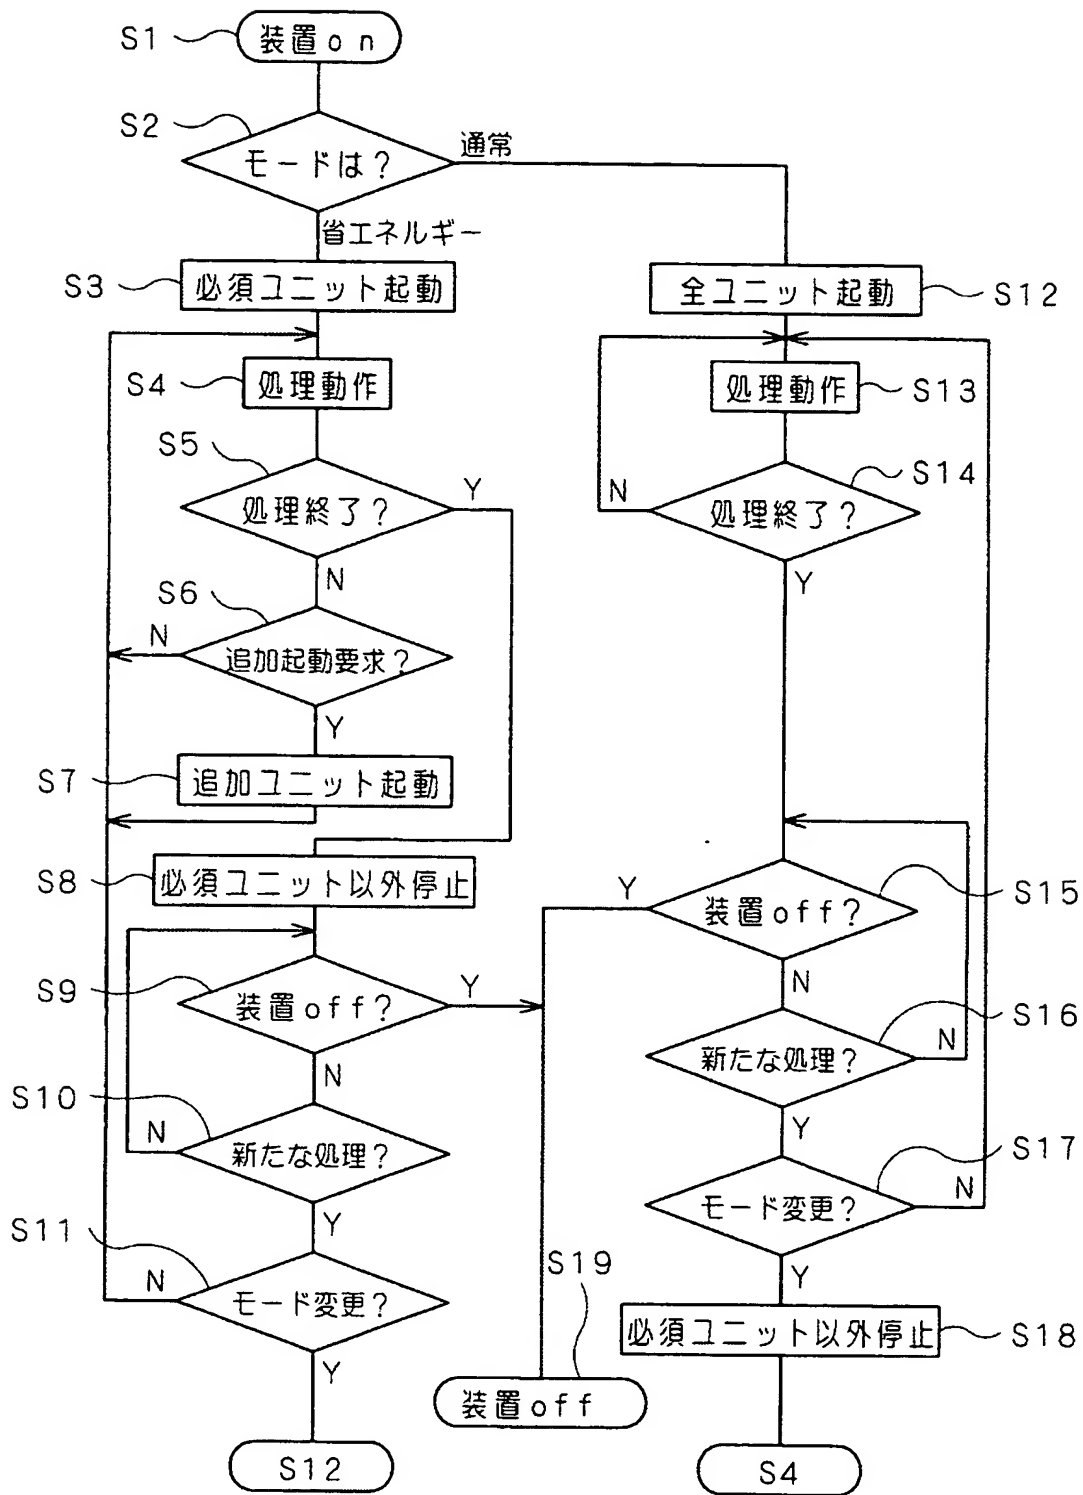 S1
装置on
S2
モードは？
通常
省エネルギー
S3
必須ユニット起動
S4
処理動作
S5
処理終了？
Y
N
S6
追加起動要求？
N
Y
S7
追加ユニット起動
S8
必須ユニット以外停止
S9
装置off？
Y
N
S10
新たな処理？
N
Y
S11
モード変更？
N
Y
S12
全ユニット起動
S12
処理動作
S13
処理終了？
S14
N
Y
装置off？
S15
Y
N
新たな処理？
S16
N
Y
モード変更？
S17
N
Y
必須ユニット以外停止
S18
S4
S19
装置off